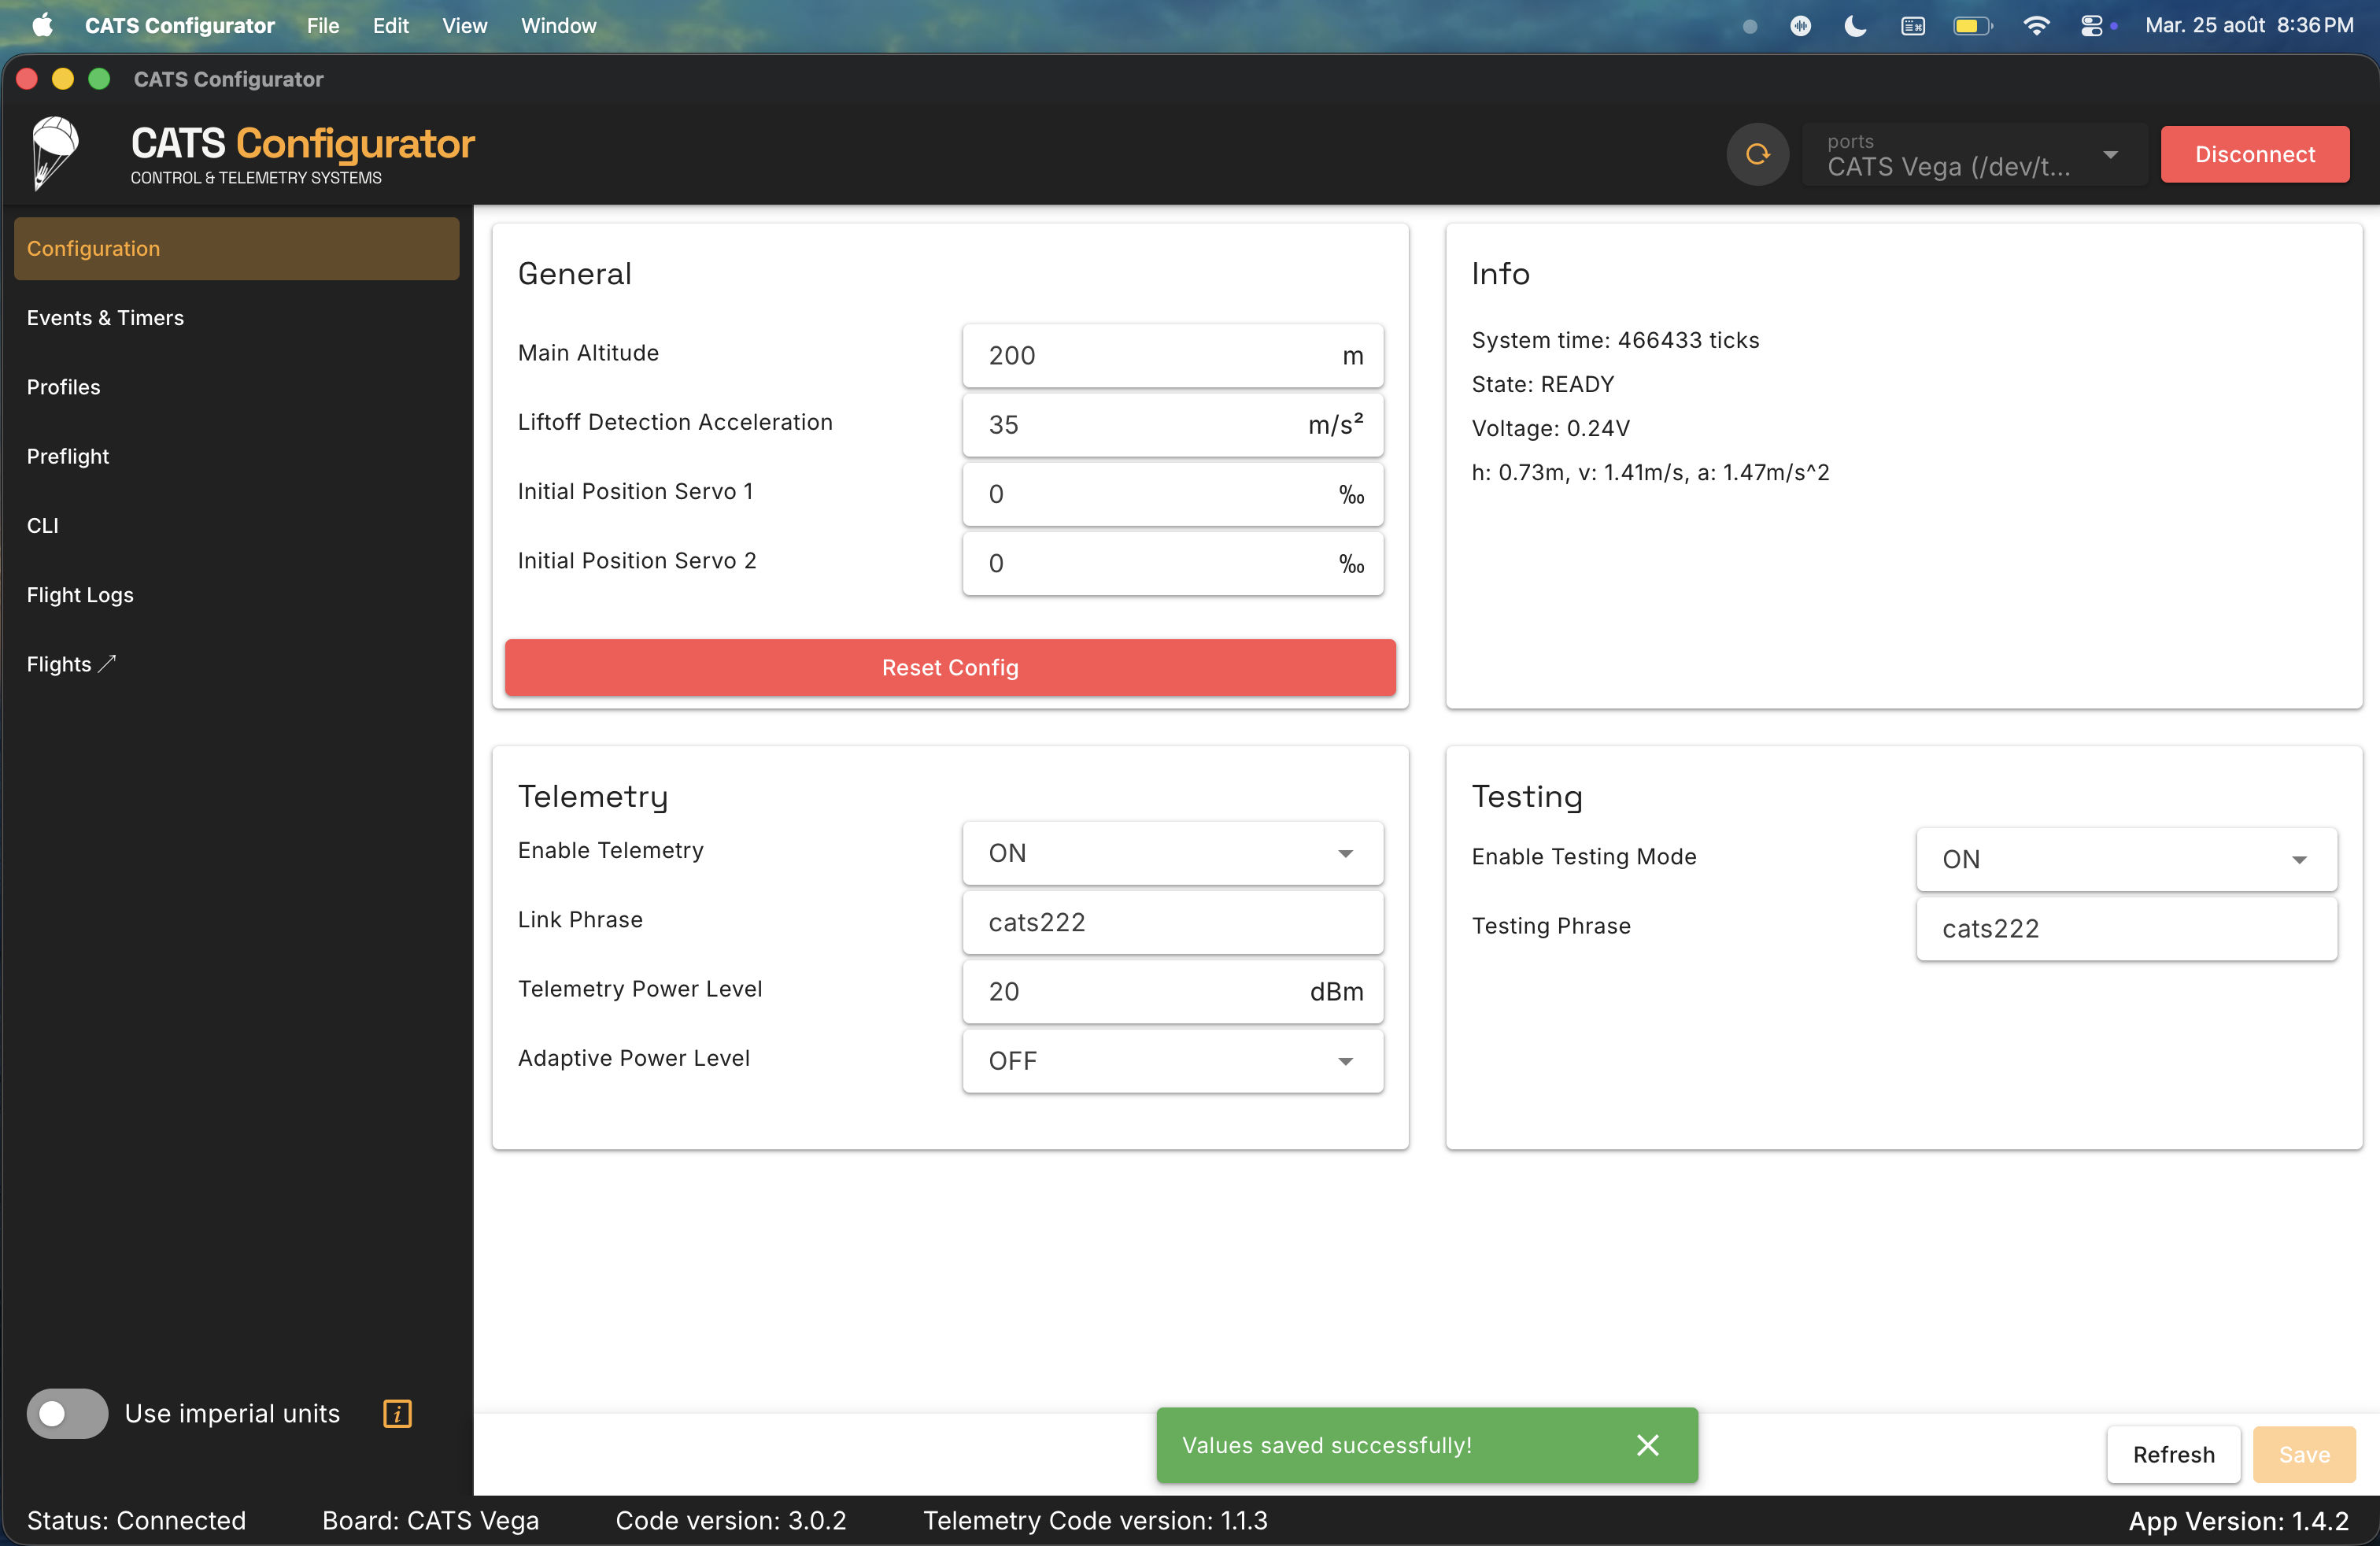 CATS Configurator File Edit View Window Mar. 25 août 8:36 PM
CATS Configurator
CATS Configurator
CONTROL & TELEMETRY SYSTEMS
ports
CATS Vega (/dev/t...
Disconnect
Configuration
Events & Timers
Profiles
Preflight
CLI
Flight Logs
Flights ↗
Use imperial units i
General
Main Altitude 200 m
Liftoff Detection Acceleration 35 m/s²
Initial Position Servo 1 0 ‰
Initial Position Servo 2 0 ‰
Reset Config
Info
System time: 466433 ticks
State: READY
Voltage: 0.24V
h: 0.73m, v: 1.41m/s, a: 1.47m/s^2
Telemetry
Enable Telemetry ON
Link Phrase cats222
Telemetry Power Level 20 dBm
Adaptive Power Level OFF
Testing
Enable Testing Mode ON
Testing Phrase cats222
Values saved successfully!
Refresh
Save
Status: Connected Board: CATS Vega Code version: 3.0.2 Telemetry Code version: 1.1.3 App Version: 1.4.2